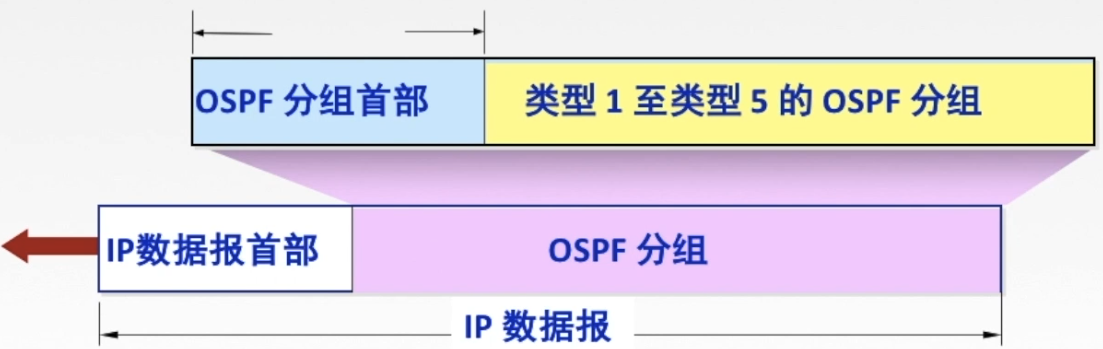 OSPF 分组首部
类型 1 至类型 5 的 OSPF 分组
IP数据报首部
OSPF 分组
IP 数据报